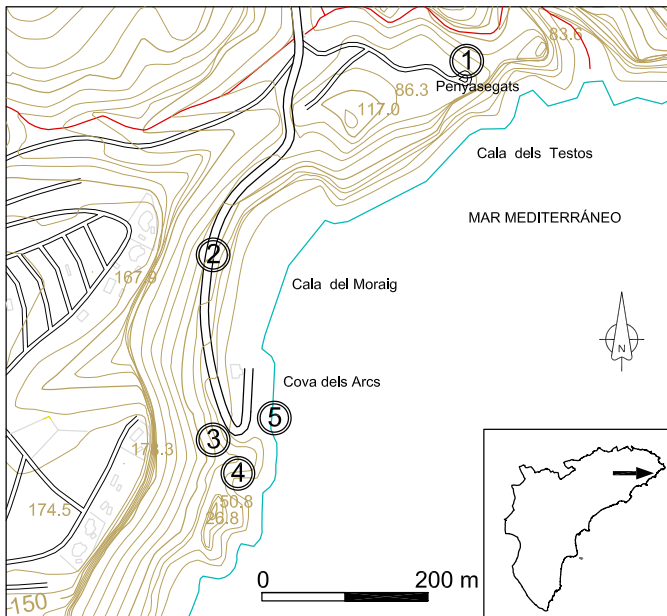 83.6
1
Penyasegats
86.3
117.0
Cala dels Testos
MAR MEDITERRÁNEO
2
167.9
Cala del Moraig
N
Cova dels Arcs
5
3
178.3
4
50.8
174.5
26.8
150
0 200 m